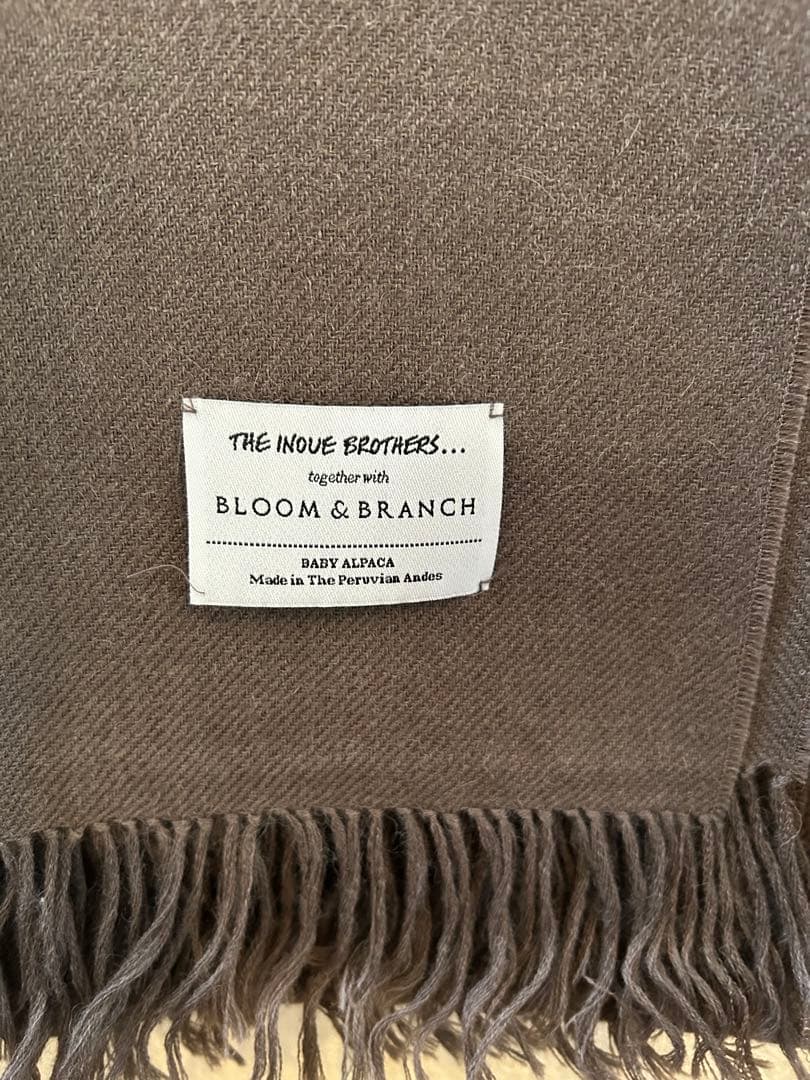 THE INOUE BROTHERS...
together with
BLOOM & BRANCH
BABY ALPACA
Made in The Peruvian Andes